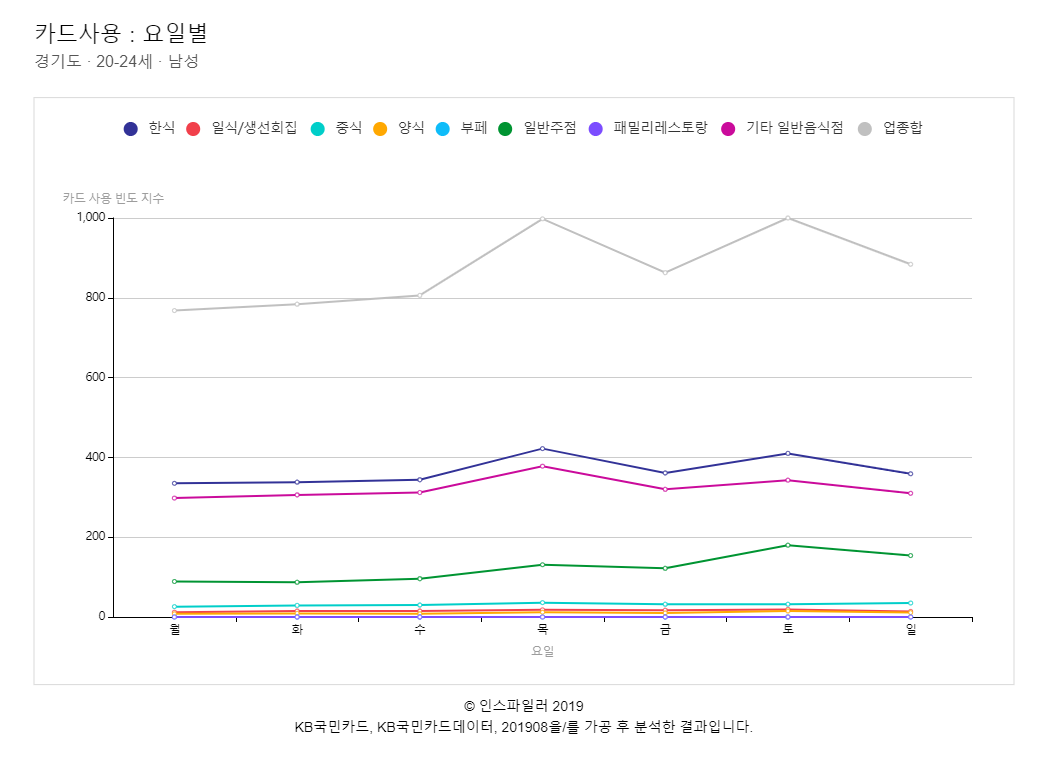 카드사용 : 요일별
경기도 · 20-24세 · 남성
한식 일식/생선회집 중식 양식 부페 일반주점 패밀리레스토랑 기타 일반음식점 업종합
카드 사용 빈도 지수
1,000
800
600
400
200
0
월 화 수 목 금 토 일
요일
© 인스파일러 2019
KB국민카드, KB국민카드데이터, 201908을/를 가공 후 분석한 결과입니다.